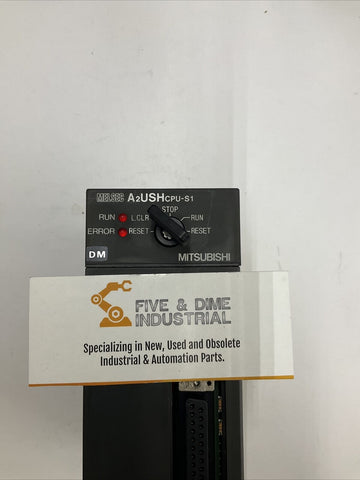 MELSEC A2USHCPU-S1
STOP
RUN L.CLR RUN
ERROR RESET RESET
DM MITSUBISHI
FIVE & DIME
INDUSTRIAL
Specializing in New, Used and Obsolete
Industrial & Automation Parts.